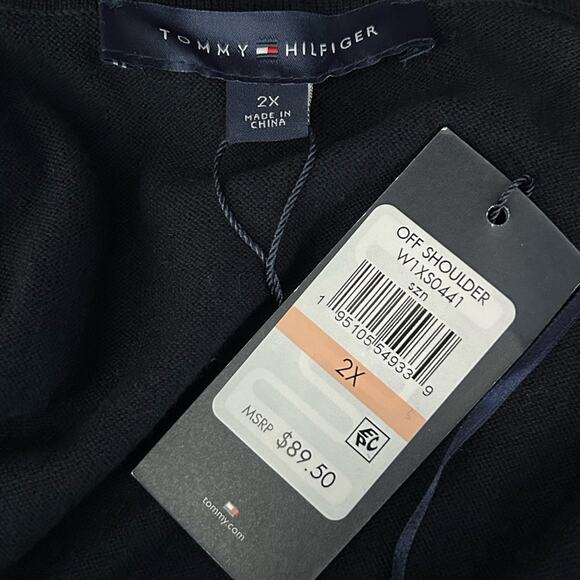 TOMMY HILFIGER
2X
MADE IN
CHINA
OFF SHOULDER
W1XS0441
szn
1 95105 54933 9
2X
MSRP $89.50
EPC
tommy.com